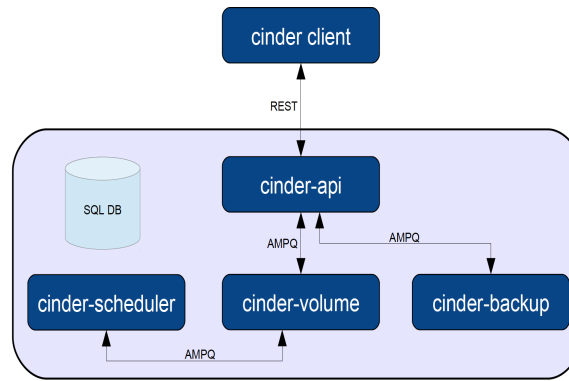 cinder client
REST
cinder-api
SQL DB
AMPQ
AMPQ
cinder-scheduler
cinder-volume
cinder-backup
AMPQ